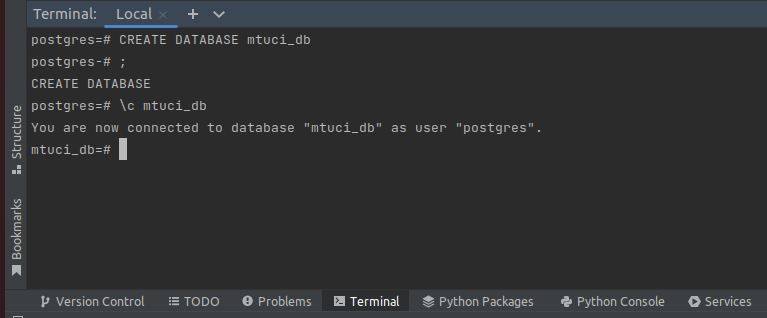 Terminal: Local × + 
postgres=# CREATE DATABASE mtuci_db
postgres-# ;
CREATE DATABASE
postgres=# \c mtuci_db
You are now connected to database "mtuci_db" as user "postgres".
mtuci_db=#
Structure
Bookmarks
Version Control TODO Problems Terminal Python Packages Python Console Services